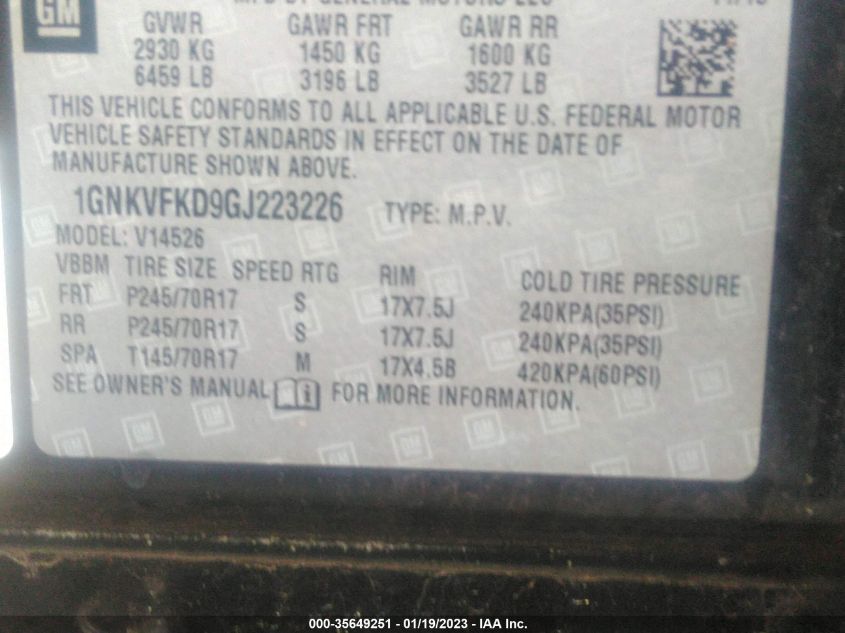 GM
GVWR GAWR FRT GAWR RR
2930 KG 1450 KG 1600 KG
6459 LB 3196 LB 3527 LB
THIS VEHICLE CONFORMS TO ALL APPLICABLE U.S. FEDERAL MOTOR
VEHICLE SAFETY STANDARDS IN EFFECT ON THE DATE OF
MANUFACTURE SHOWN ABOVE.
1GNKVFKD9GJ223226 TYPE: M.P.V.
MODEL: V14526
VBBM TIRE SIZE SPEED RTG RIM COLD TIRE PRESSURE
FRT P245/70R17 S 17X7.5J 240KPA(35PSI)
RR P245/70R17 S 17X7.5J 240KPA(35PSI)
SPA T145/70R17 M 17X4.5B 420KPA(60PSI)
SEE OWNER'S MANUAL i FOR MORE INFORMATION.
000-35649251 - 01/19/2023 - IAA Inc.